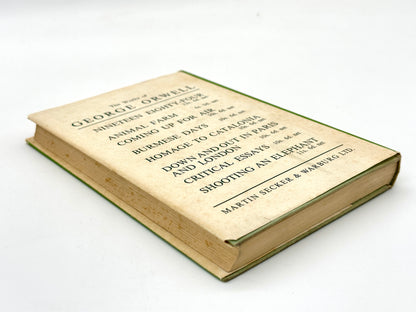 The Works of
GEORGE ORWELL
NINETEEN EIGHTY-FOUR
ANIMAL FARM
COMING UP FOR AIR
BURMESE DAYS
HOMAGE TO CATALONIA
DOWN AND OUT IN PARIS
AND LONDON
CRITICAL ESSAYS
SHOOTING AN ELEPHANT
MARTIN SECKER & WARBURG LTD.